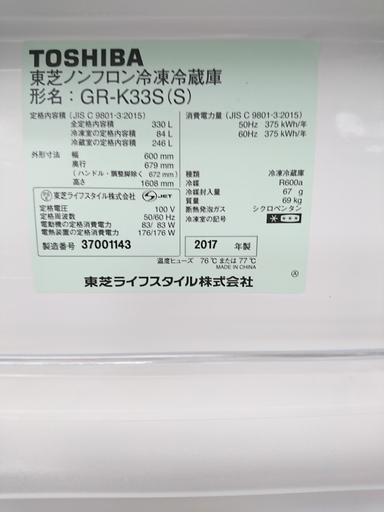 TOSHIBA
東芝ノンフロン冷凍冷蔵庫
形名：GR-K33S(S)
定格内容積 (JIS C 9801-3:2015)
全定格内容積 330 L
冷凍室の定格内容積 84 L
冷蔵室の定格内容積 246 L
外形寸法 幅 600 mm
奥行 679 mm
(ハンドル・調整脚除く 672 mm)
高さ 1608 mm
消費電力量 (JIS C 9801-3:2015)
50Hz 375 kWh/年
60Hz 375 kWh/年
種類 冷凍冷蔵庫
冷媒 R600a
冷媒封入量 67 g
質量 69 kg
断熱発泡ガス シクロペンタン
冷凍室の記号
東芝ライフスタイル株式会社 S JET
定格電圧 100 V
定格周波数 50/60 Hz
電動機の定格消費電力 83/ 83 W
電熱装置の定格消費電力 176/176 W
製造番号 37001143
2017 年製
温度ヒューズ 76℃ または 77℃
MADE IN CHINA
東芝ライフスタイル株式会社
A